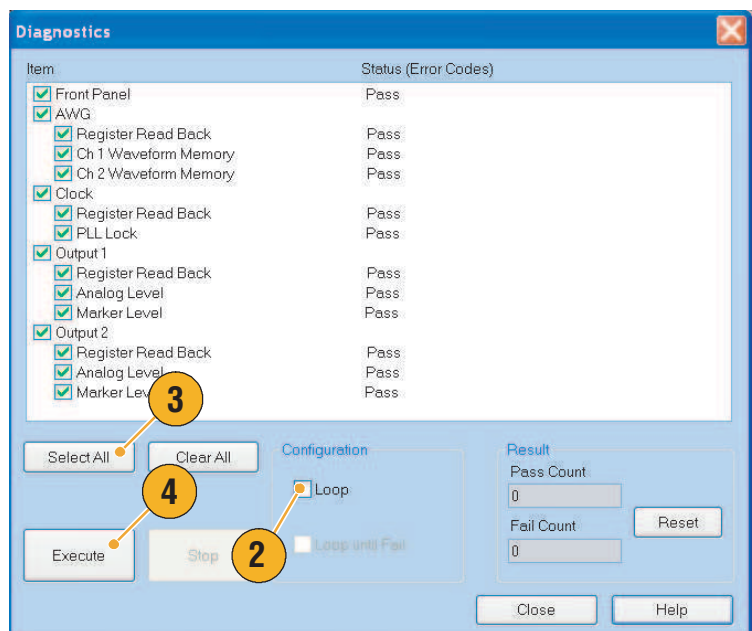 Diagnostics
Item Status (Error Codes)
Front Panel Pass
AWG
Register Read Back Pass
Ch 1 Waveform Memory Pass
Ch 2 Waveform Memory Pass
Clock
Register Read Back Pass
PLL Lock Pass
Output 1
Register Read Back Pass
Analog Level Pass
Marker Level Pass
Output 2
Register Read Back Pass
Analog Level Pass
Marker Pass
3
Select All Clear All Configuration Result
Pass Count
4 Loop 0
Fail Count Reset
Execute Stop 2 Loop until Fail 0
Close Help